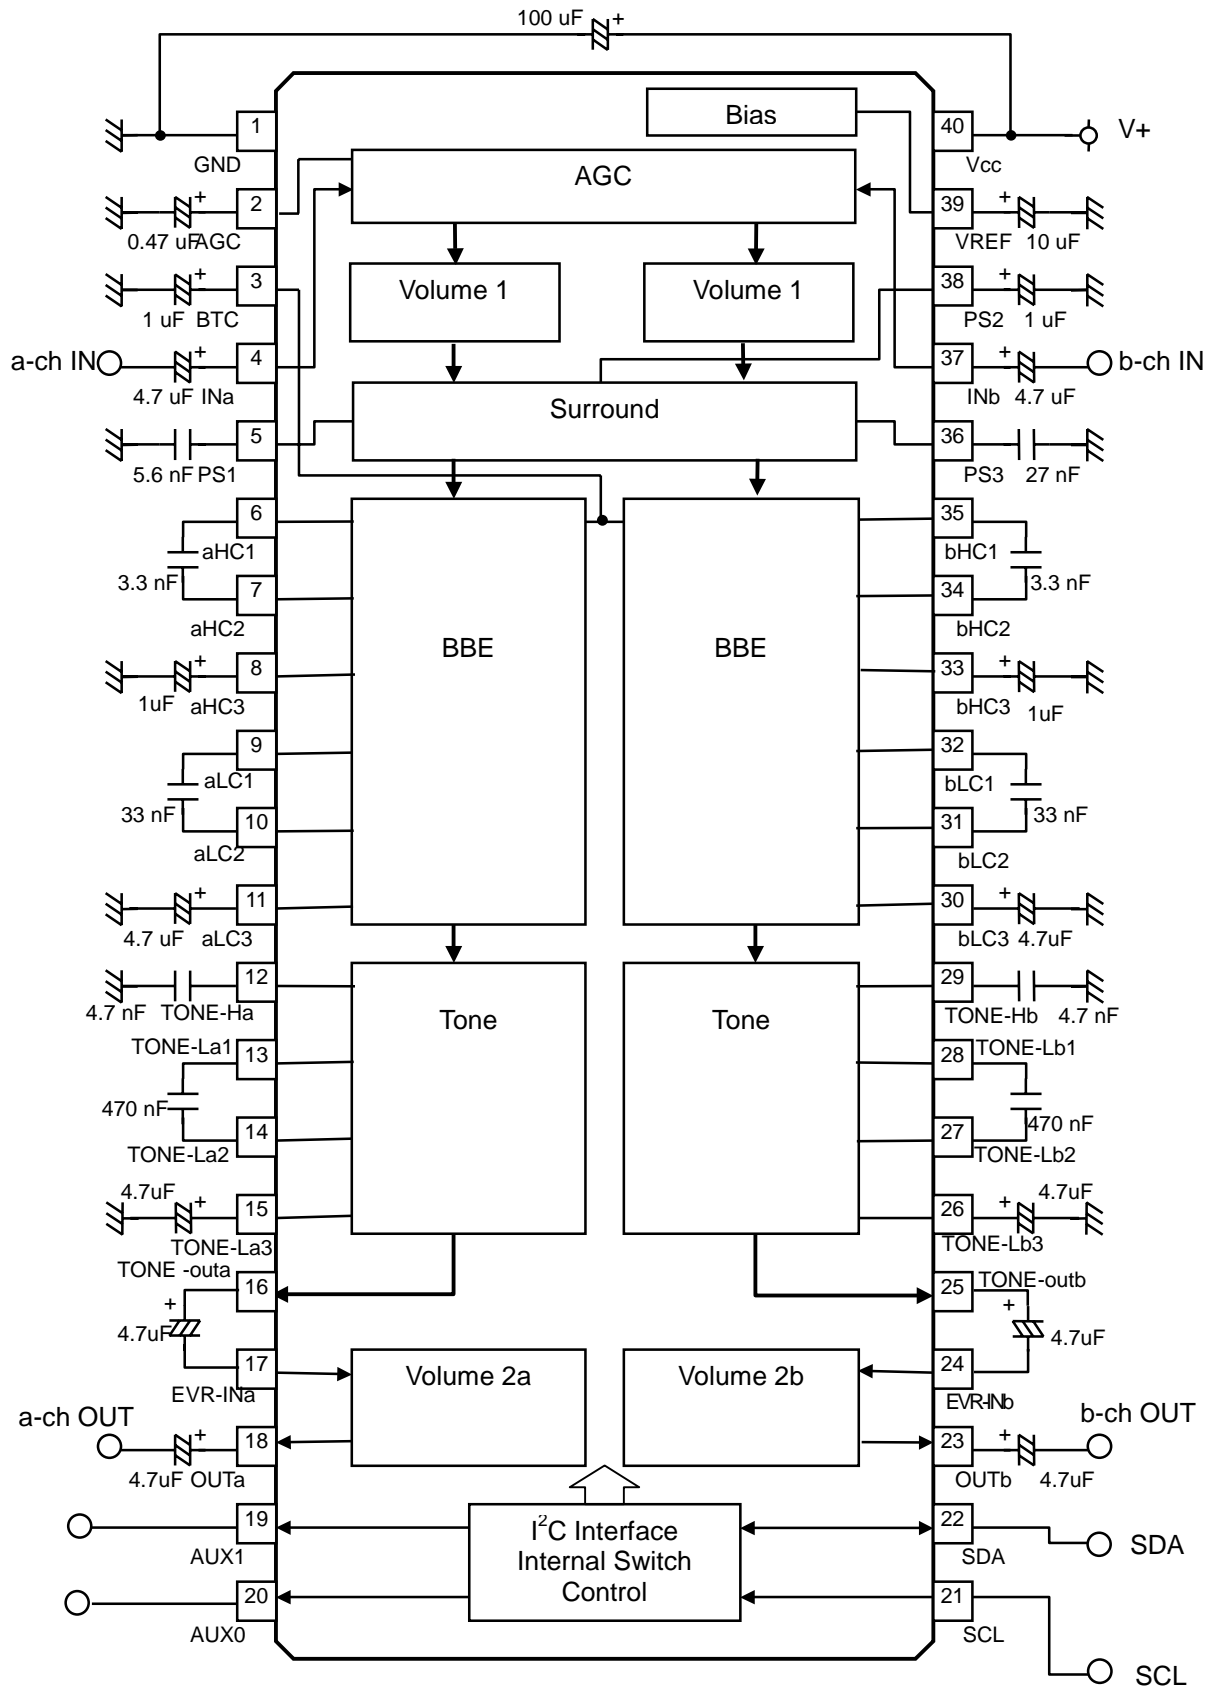 100 uF +
Bias
1 40 V+
GND Vcc
AGC
+ 2 39 +
0.47 uF AGC VREF 10 uF
+ 3 Volume 1 Volume 1 38 +
1 uF BTC PS2 1 uF
a-ch IN + 4 37 + b-ch IN
4.7 uF INa INb 4.7 uF
Surround
5 36
5.6 nF PS1 PS3 27 nF
6 35
aHC1 bHC1
3.3 nF 7 34 3.3 nF
aHC2 bHC2
BBE BBE
+ 8 33 +
1uF aHC3 bHC3 1uF
9 32
aLC1 bLC1
33 nF 10 31 33 nF
aLC2 bLC2
+ 11 30 +
4.7 uF aLC3 bLC3 4.7uF
12 29
4.7 nF TONE-Ha TONE-Hb 4.7 nF
Tone Tone
TONE-La1 13 28 TONE-Lb1
470 nF 470 nF
14 27
TONE-La2 TONE-Lb2
4.7uF 4.7uF
+ 15 26 +
TONE-La3 TONE-Lb3
TONE -outa 16 25 TONE-outb
+ +
4.7uF 4.7uF
17 Volume 2a Volume 2b 24
EVR-INa EVR-INb
a-ch OUT b-ch OUT
+ 18 23 +
4.7uF OUTa OUTb 4.7uF
19 I2C Interface 22
AUX1 Internal Switch SDA SDA
20 Control 21
AUX0 SCL
SCL